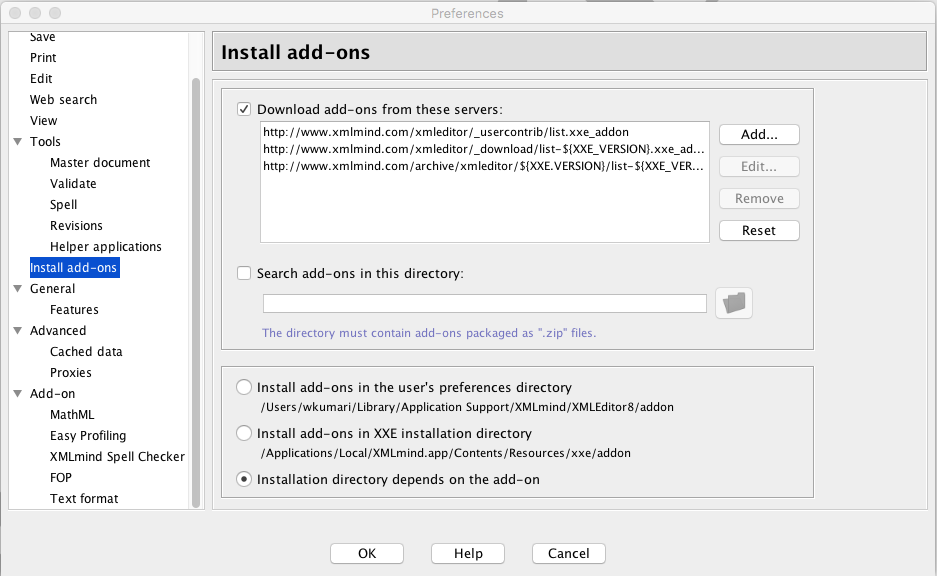 Preferences
Save
Print
Edit
Web search
View
Tools
Master document
Validate
Spell
Revisions
Helper applications
Install add-ons
General
Features
Advanced
Cached data
Proxies
Add-on
MathML
Easy Profiling
XMLmind Spell Checker
FOP
Text format
Install add-ons
Download add-ons from these servers:
http://www.xmlmind.com/xmleditor/_usercontrib/list.xxe_addon
http://www.xmlmind.com/xmleditor/_download/list-${XXE_VERSION}.xxe_ad...
http://www.xmlmind.com/archive/xmleditor/${XXE.VERSION}/list-${XXE_VER...
Add...
Edit...
Remove
Reset
Search add-ons in this directory:
The directory must contain add-ons packaged as ".zip" files.
Install add-ons in the user's preferences directory
/Users/wkumari/Library/Application Support/XMLmind/XMLEditor8/addon
Install add-ons in XXE installation directory
/Applications/Local/XMLmind.app/Contents/Resources/xxe/addon
Installation directory depends on the add-on
OK
Help
Cancel